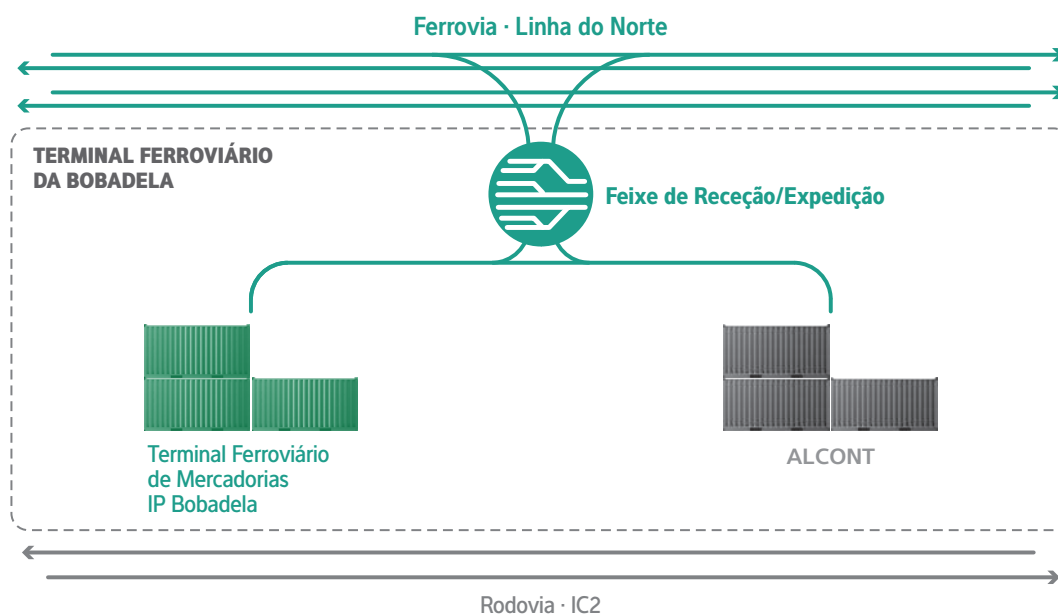 Ferrovia · Linha do Norte
TERMINAL FERROVIÁRIO
DA BOBADELA
Feixe de Receção/Expedição
Terminal Ferroviário
de Mercadorias
IP Bobadela
ALCONT
Rodovia · IC2